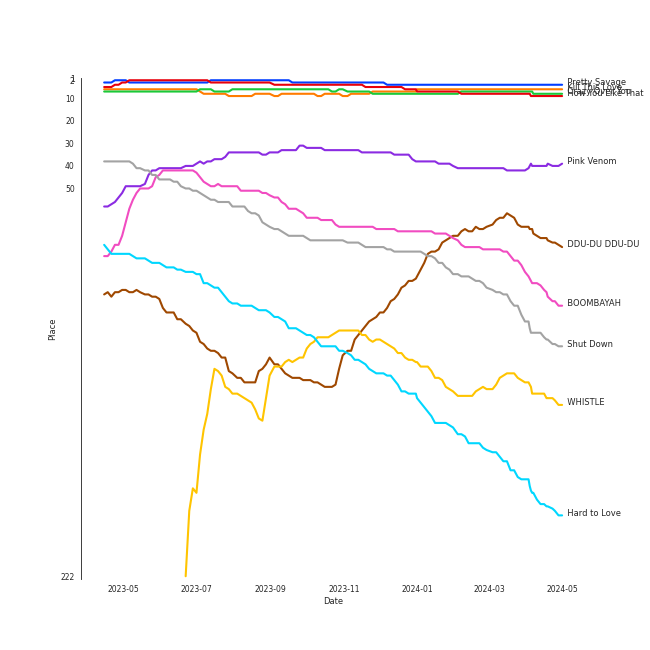 1
2
10
20
30
40
50
222
Place
2023-05
2023-07
2023-09
2023-11
2024-01
2024-03
2024-05
Date
Pretty Savage
Kill This Love
How You Like That
Pink Venom
DDU-DU DDU-DU
BOOMBAYAH
Shut Down
WHISTLE
Hard to Love